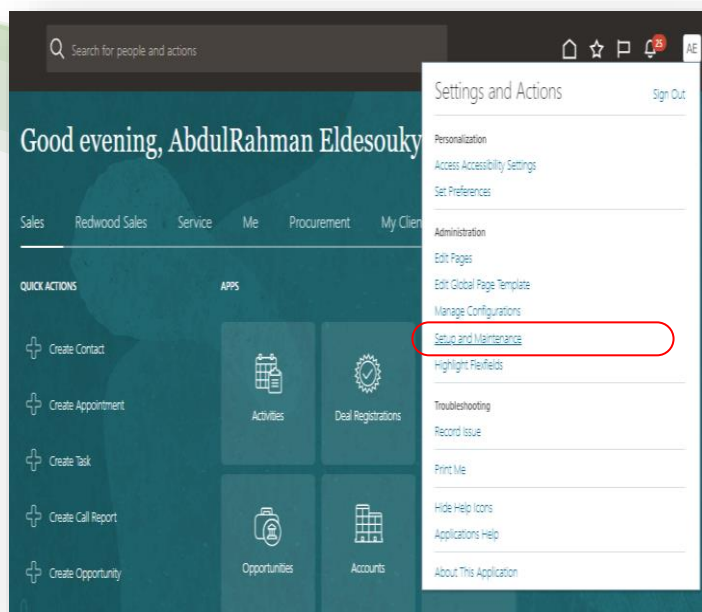 Search for people and actions
25
AE
Good evening, AbdulRahman Eldesouky
Sales Redwood Sales Service Me Procurement My Clien
QUICK ACTIONS
Create Contact
Create Appointment
Create Task
Create Call Report
Create Opportunity
APPS
Activities
Deal Registrations
Opportunities
Accounts
Settings and Actions
Sign Out
Personalization
Access Accessibility Settings
Set Preferences
Administration
Edit Pages
Edit Global Page Template
Manage Configurations
Setup and Maintenance
Highlight Flexfields
Troubleshooting
Record Issue
Print Me
Hide Help Icons
Applications Help
About This Application